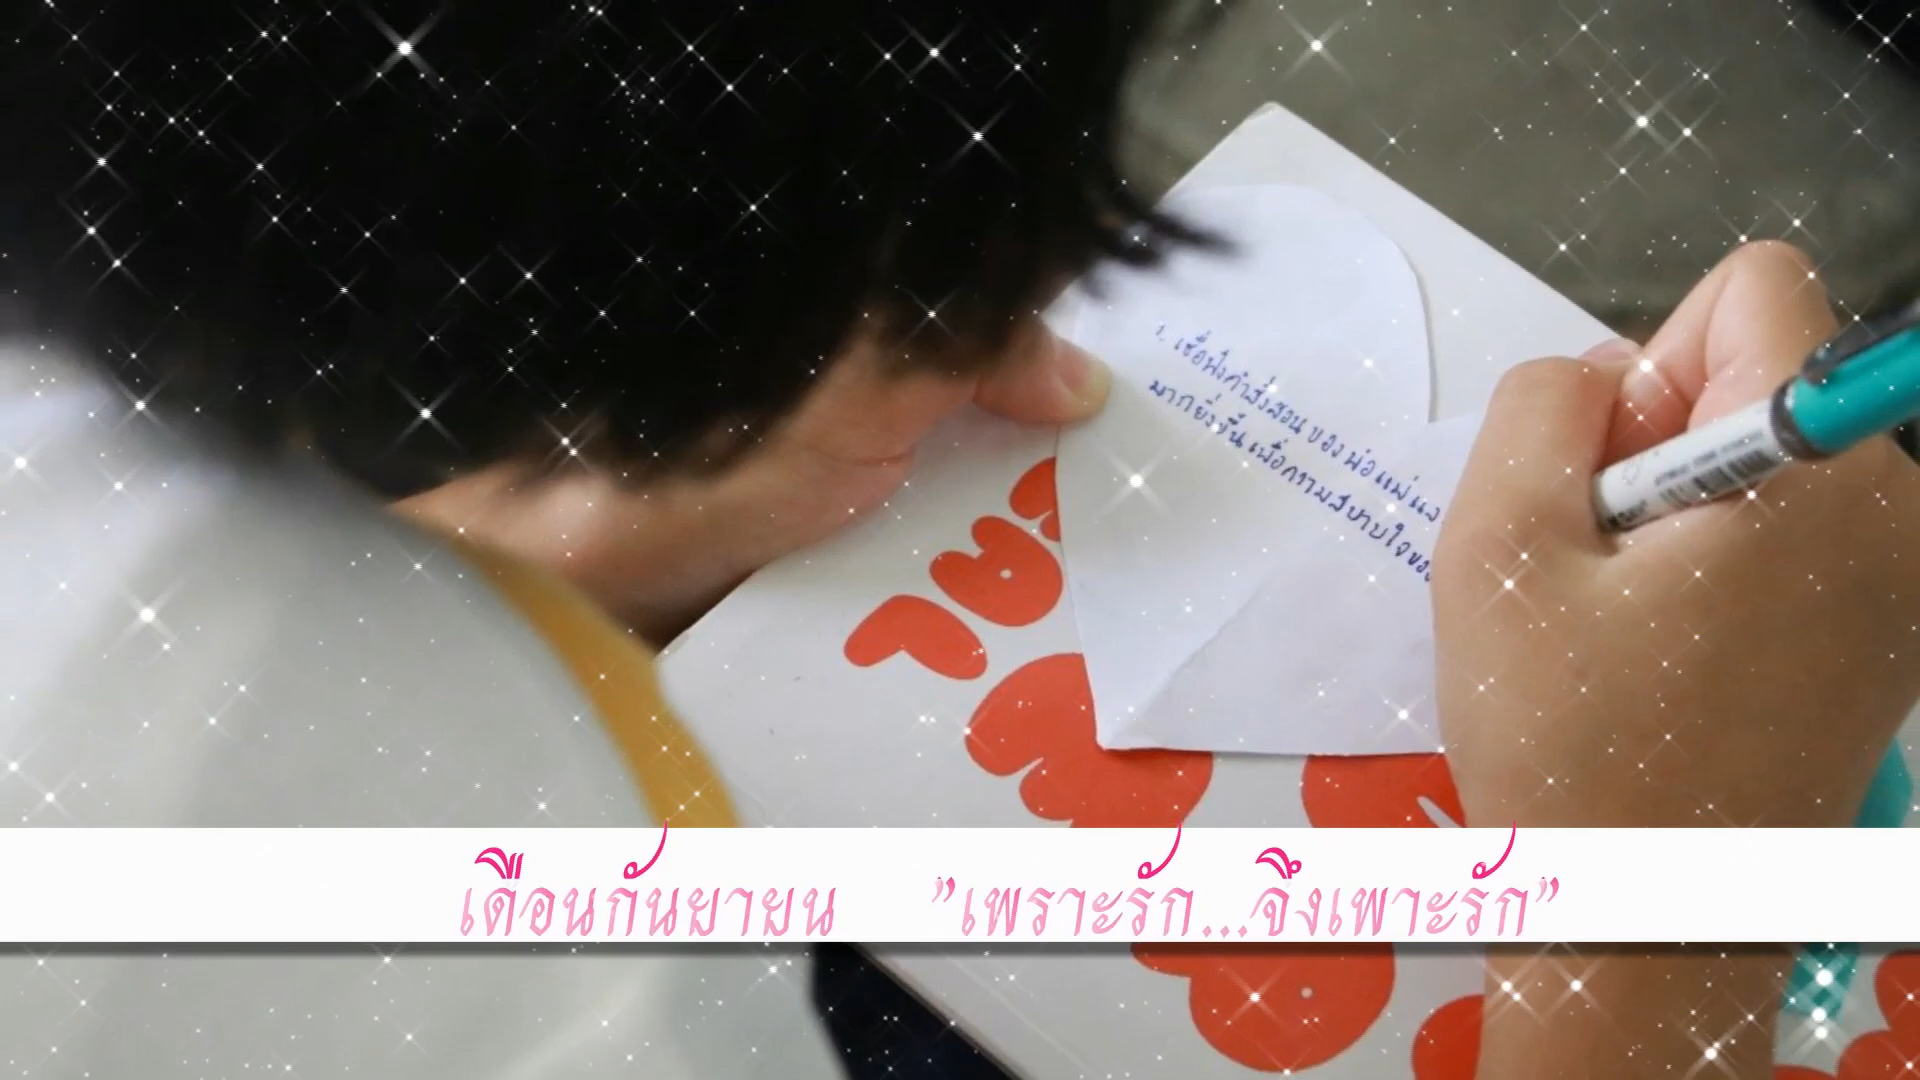 1. เชื่อฟังคำสั่งสอนของพ่อแม่แล
มากยิ่งขึ้นเพื่อความสบายใจของ
เดือนกันยายน ”เพราะรัก...จึงเพาะรัก”